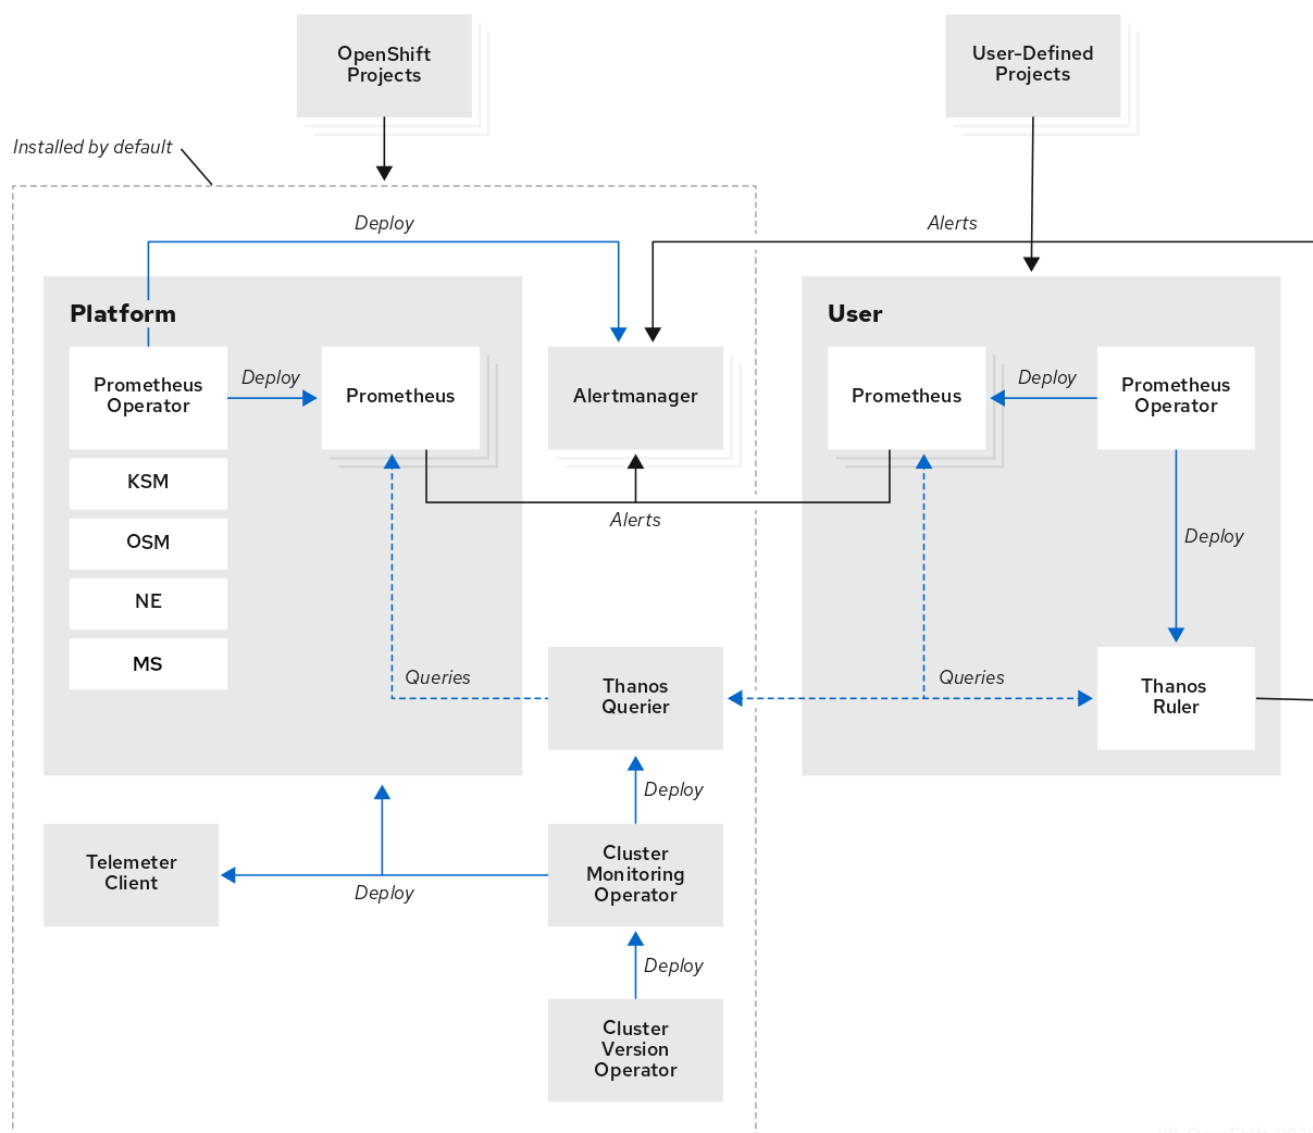 OpenShift
Projects
User-Defined
Projects
Installed by default
Deploy
Alerts
Platform
User
Prometheus
Operator
Deploy
Prometheus
Alertmanager
Prometheus
Deploy
Prometheus
Operator
KSM
OSM
NE
MS
Alerts
Deploy
Queries
Thanos
Querier
Queries
Thanos
Ruler
Deploy
Telemeter
Client
Deploy
Cluster
Monitoring
Operator
Deploy
Cluster
Version
Operator